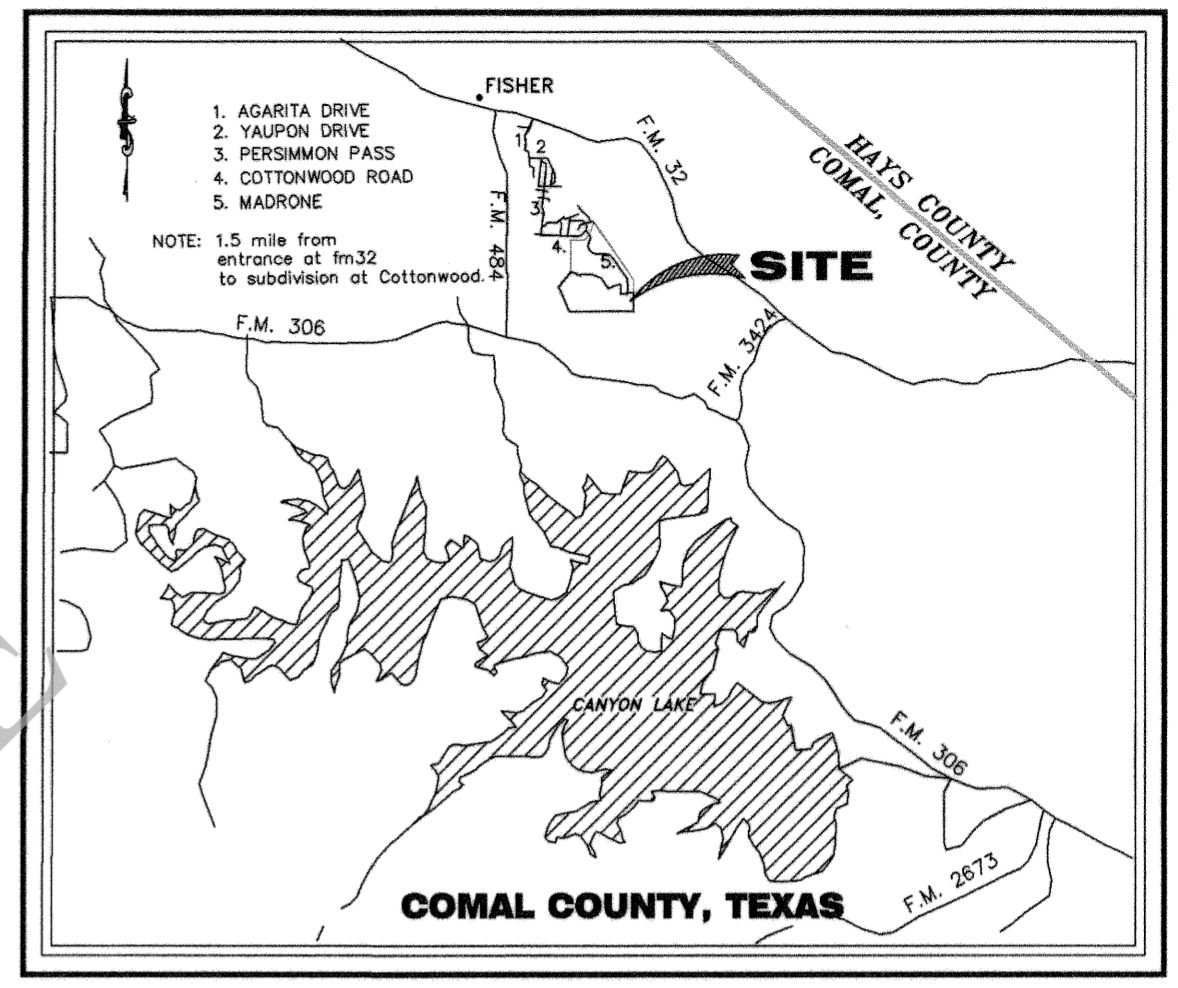 FISHER
1. AGARITA DRIVE
2. YAUPON DRIVE
3. PERSIMMON PASS
4. COTTONWOOD ROAD
5. MADRONE
NOTE: 1.5 mile from
entrance at fm32
to subdivision at Cottonwood.
1
2
3
4.
5.
F.M. 32
F.M. 484
SITE
HAYS COUNTY
COMAL, COUNTY
F.M. 306
F.M. 3424
CANYON LAKE
F.M. 306
F.M. 2673
COMAL COUNTY, TEXAS